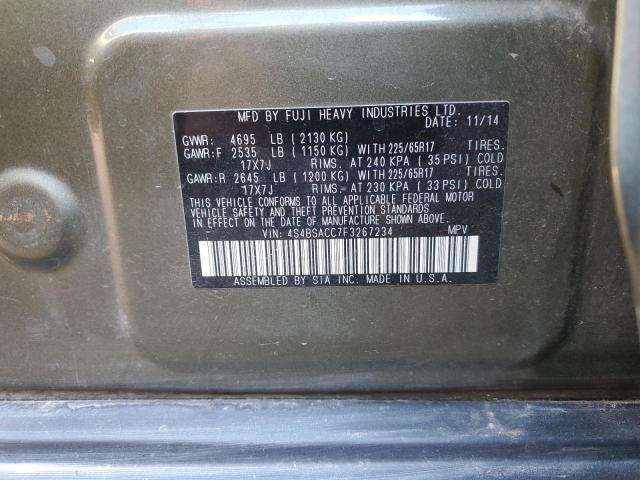 MFD BY FUJI HEAVY INDUSTRIES LTD.
DATE: 11/14
GVWR: 4695 LB (2130 KG)
GAWR:F 2535 LB (1150 KG) WITH 225/65R17 TIRES.
17X7J RIMS. AT 240 KPA (35 PSI) COLD
GAWR:R 2645 LB (1200 KG) WITH 225/65R17 TIRES.
17X7J RIMS. AT 230 KPA (33 PSI) COLD
THIS VEHICLE CONFORMS TO ALL APPLICABLE FEDERAL MOTOR
VEHICLE SAFETY AND THEFT PREVENTION STANDARDS
IN EFFECT ON THE DATE OF MANUFACTURE SHOWN ABOVE.
VIN: 4S4BSACC7F3267234 MPV
ASSEMBLED BY SIA INC. MADE IN U.S.A.